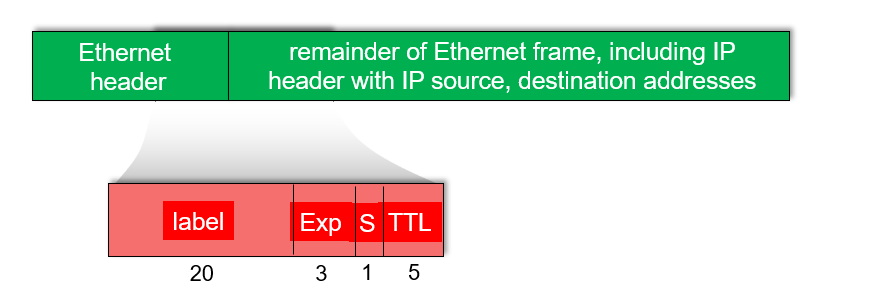 Ethernet
header
remainder of Ethernet frame, including IP
header with IP source, destination addresses
label
Exp
S
TTL
20
3
1
5